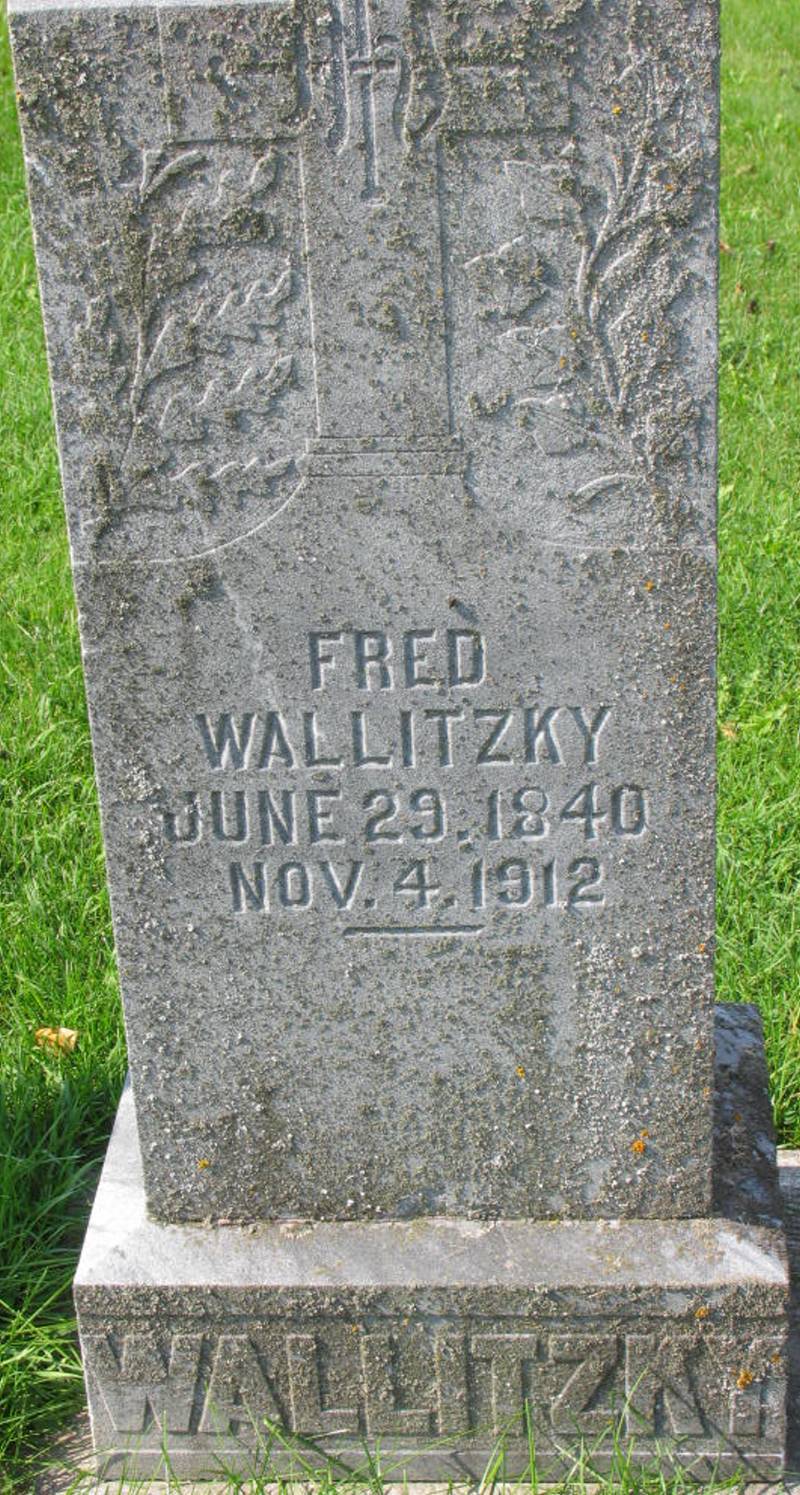 FRED
WALLITZKY
JUNE 29, 1840
NOV. 4, 1912
WALLITZKY